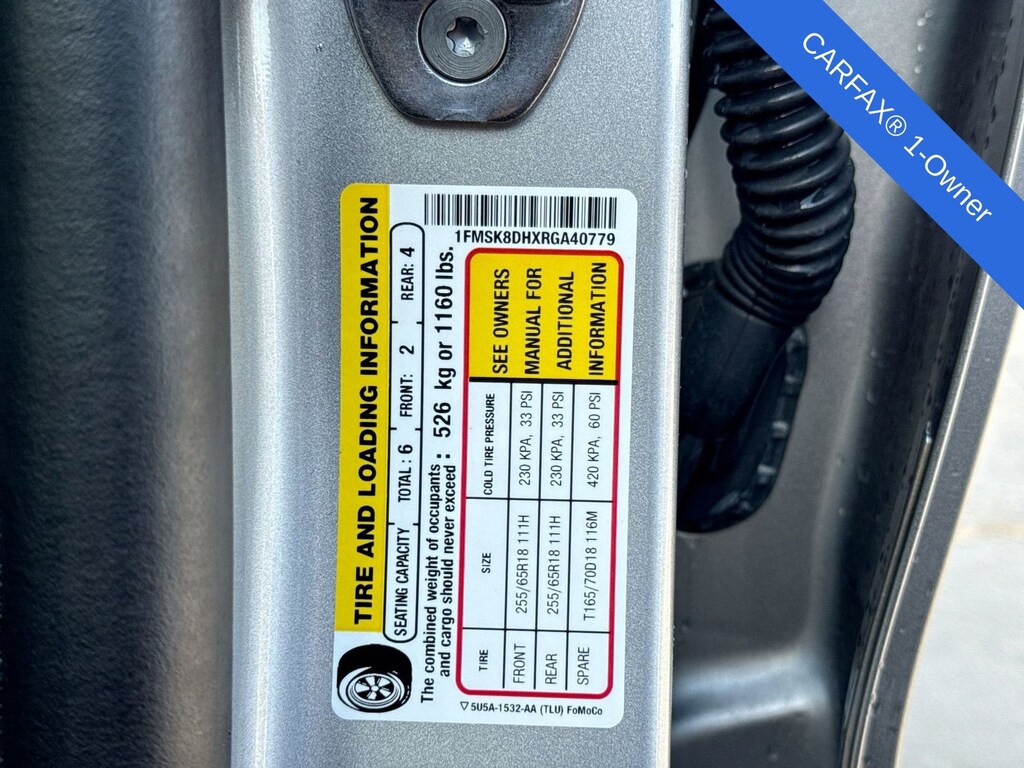 CARFAX® 1-Owner
TIRE AND LOADING INFORMATION
SEATING CAPACITY TOTAL : 6 FRONT: 2 REAR: 4
The combined weight of occupants
and cargo should never exceed : 526 kg or 1160 lbs.
TIRE SIZE COLD TIRE PRESSURE
FRONT 255/65R18 111H 230 KPA, 33 PSI
REAR 255/65R18 111H 230 KPA, 33 PSI
SPARE T165/70D18 116M 420 KPA, 60 PSI
SEE OWNERS
MANUAL FOR
ADDITIONAL
INFORMATION
5U5A-1532-AA (TLU) FoMoCo
1FMSK8DHXRGA40779